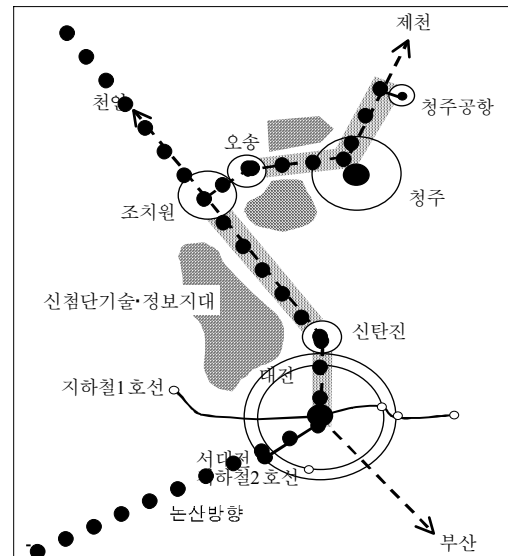 제천
천안
청주공항
오송
청주
조치원
신첨단기술·정보지대
신탄진
대전
지하철1호선
서대전
지하철2호선
논산방향
부산